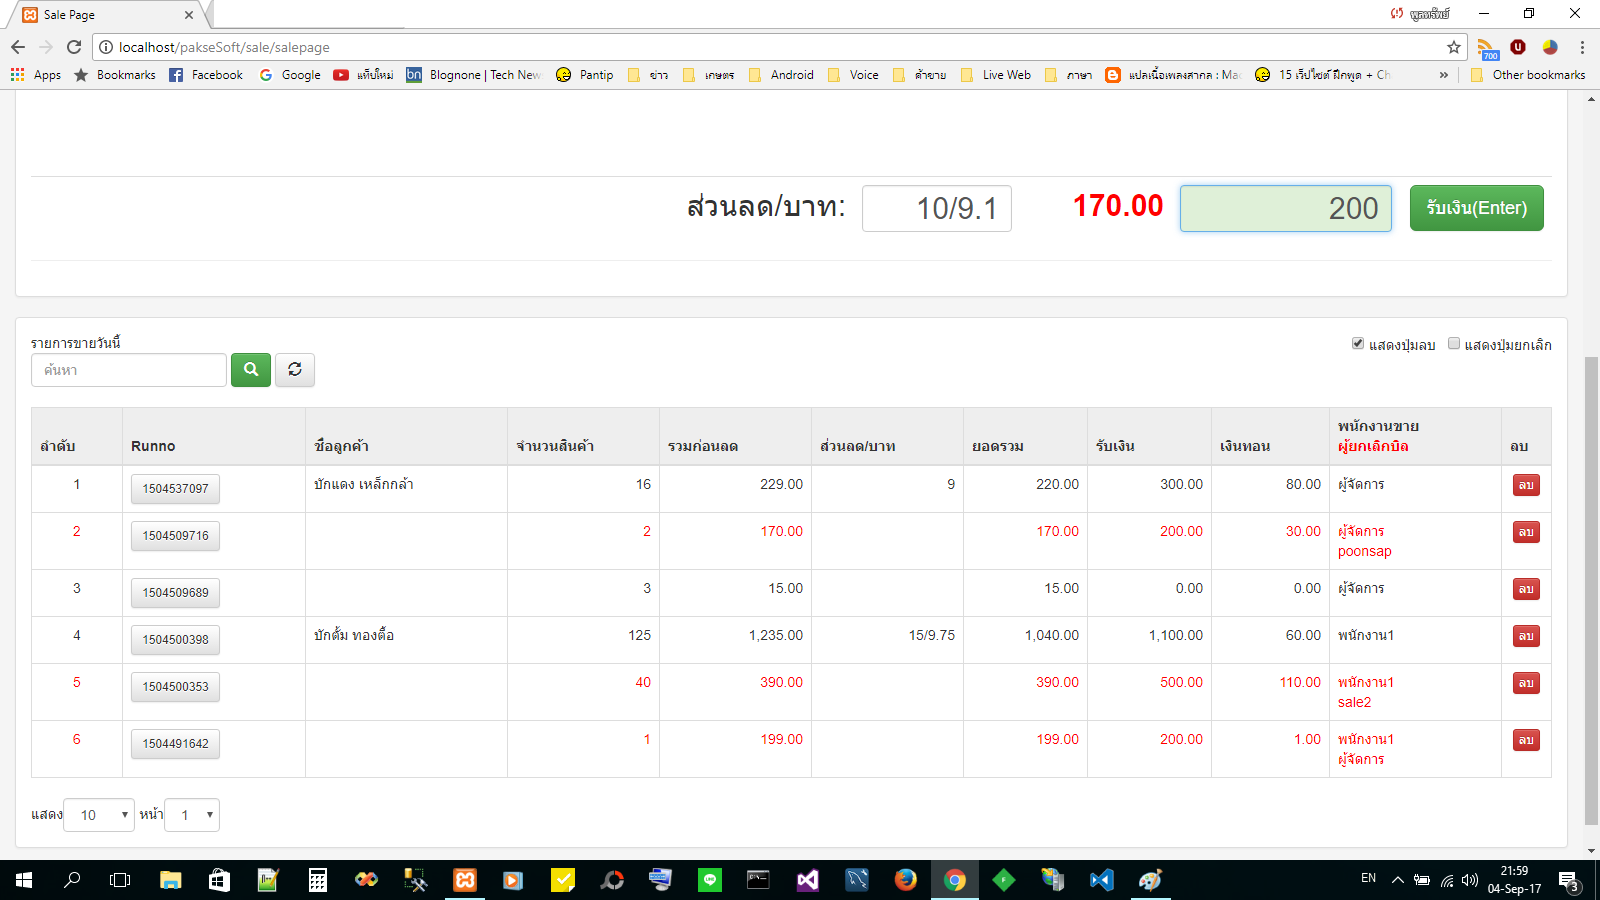 Sale Page
พูลทรัพย์
localhost/pakseSoft/sale/salepage
700
Apps Bookmarks Facebook Google แท็บใหม่ Blognone | Tech New Pantip ข่าว เกษตร Android Voice ค้าขาย Live Web ภาษา แปลเนื้อเพลงสากล : Ma 15 เว็ปไซต์ ฝึกพูด + Ch » Other bookmarks
ส่วนลด/บาท: 10/9.1 170.00 200 รับเงิน(Enter)
รายการขายวันนี้ แสดงปุ่มลบ แสดงปุ่มยกเลิก
ค้นหา
ลำดับ Runno ชื่อลูกค้า จำนวนสินค้า รวมก่อนลด ส่วนลด/บาท ยอดรวม รับเงิน เงินทอน พนักงานขาย ผู้ยกเลิกบิล ลบ
1 1504537097 บักแดง เหล็กกล้า 16 229.00 9 220.00 300.00 80.00 ผู้จัดการ ลบ
2 1504509716 2 170.00 170.00 200.00 30.00 ผู้จัดการ ลบ
poonsap
3 1504509689 3 15.00 15.00 0.00 0.00 ผู้จัดการ ลบ
4 1504500398 บักตั้ม ทองตื้อ 125 1,235.00 15/9.75 1,040.00 1,100.00 60.00 พนักงาน1 ลบ
5 1504500353 40 390.00 390.00 500.00 110.00 พนักงาน1 ลบ
sale2
6 1504491642 1 199.00 199.00 200.00 1.00 พนักงาน1 ลบ
ผู้จัดการ
แสดง 10 หน้า 1
EN 21:59
04-Sep-17 3